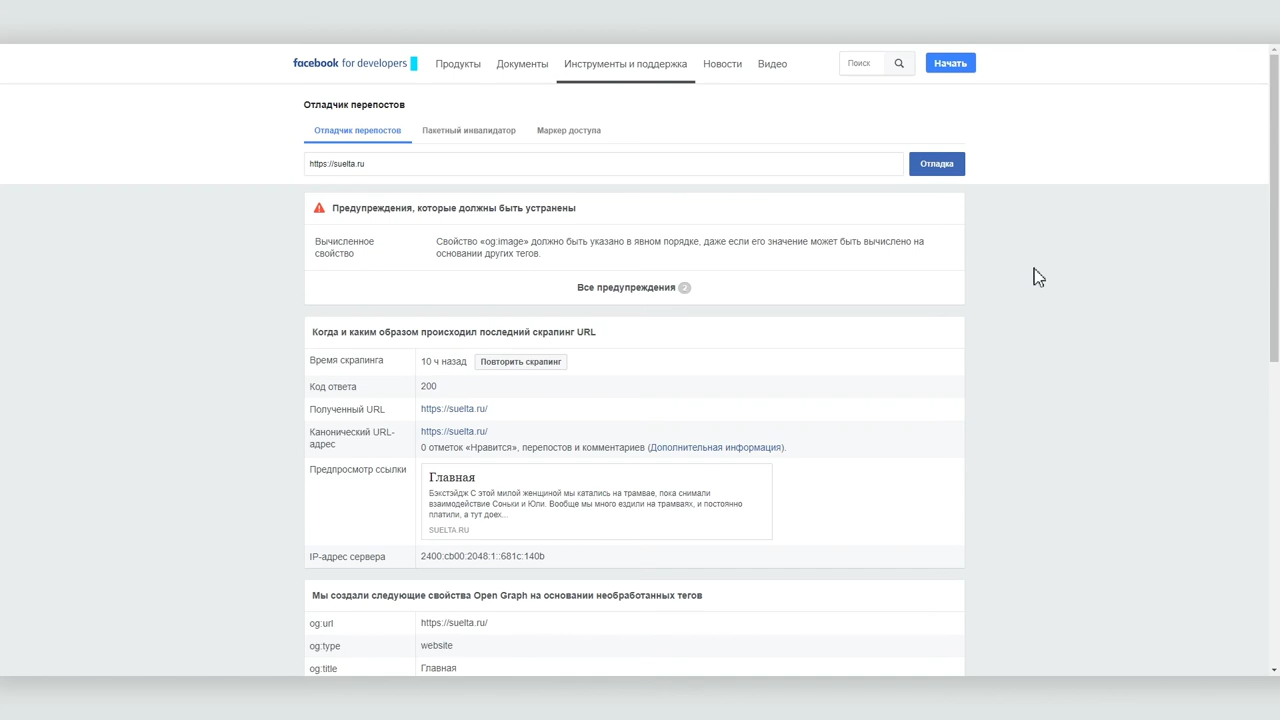 facebook for developers Продукты Документы Инструменты и поддержка Новости Видео Поиск Начать
Отладчик перепостов
Отладчик перепостов Пакетный инвалидатор Маркер доступа
https://suelta.ru Отладка
Предупреждения, которые должны быть устранены
Вычисленное свойство Свойство «og:image» должно быть указано в явном порядке, даже если его значение может быть вычислено на
основании других тегов.
Все предупреждения 2
Когда и каким образом происходил последний скрапинг URL
Время скрапинга 10 ч назад Повторить скрапинг
Код ответа 200
Полученный URL https://suelta.ru/
Канонический URL-адрес https://suelta.ru/
0 отметок «Нравится», перепостов и комментариев (Дополнительная информация).
Предпросмотр ссылки Главная
Бэкстэйдж С этой милой женщиной мы катались на трамвае, пока снимали
взаимодействие Соньки и Юли. Вообще мы много ездили на трамваях, и постоянно
платили, а тут доех...
SUELTA.RU
IP-адрес сервера 2400:cb00:2048:1::681c:140b
Мы создали следующие свойства Open Graph на основании необработанных тегов
og:url https://suelta.ru/
og:type website
og:title Главная